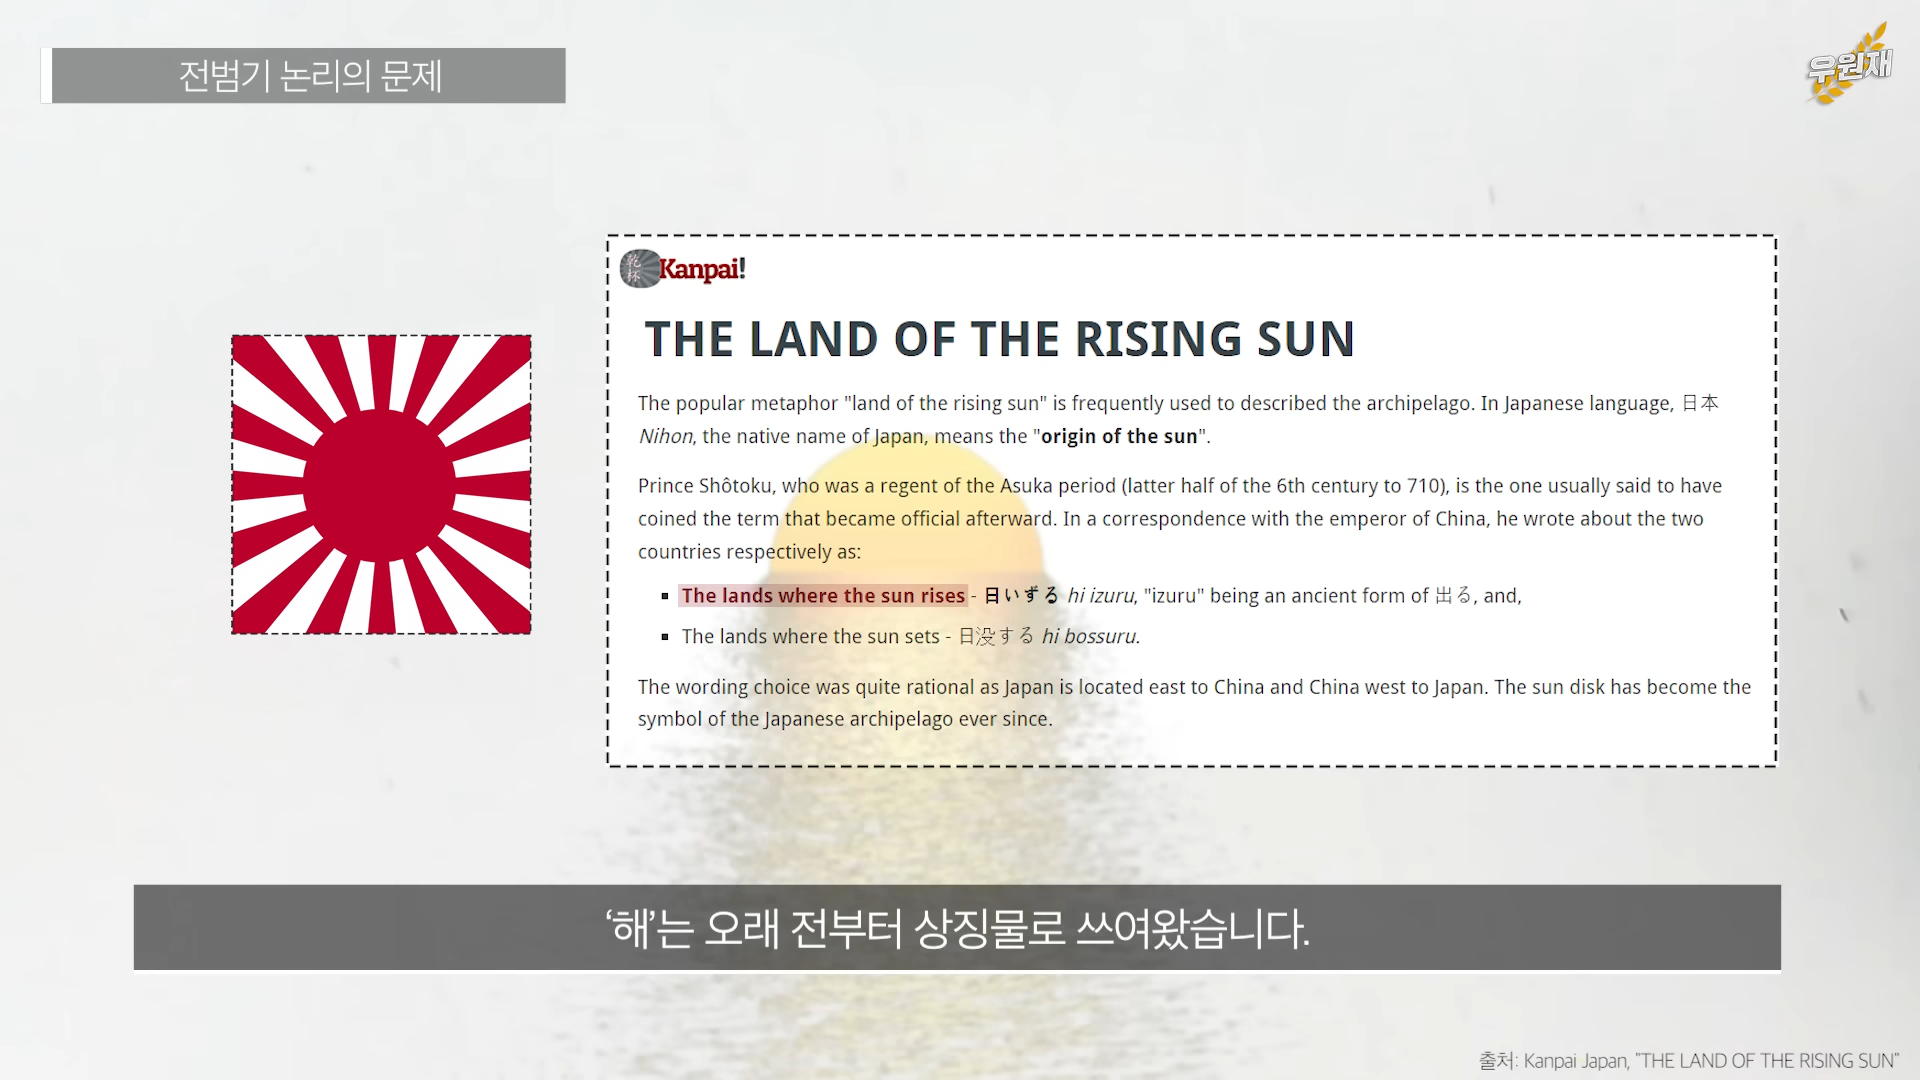 전범기 논리의 문제
우원재
乾杯
Kanpai!
THE LAND OF THE RISING SUN
The popular metaphor "land of the rising sun" is frequently used to described the archipelago. In Japanese language, 日本
Nihon, the native name of Japan, means the "origin of the sun".
Prince Shôtoku, who was a regent of the Asuka period (latter half of the 6th century to 710), is the one usually said to have
coined the term that became official afterward. In a correspondence with the emperor of China, he wrote about the two
countries respectively as:
▪ The lands where the sun rises - 日いずる hi izuru, "izuru" being an ancient form of 出る, and,
▪ The lands where the sun sets - 日没する hi bossuru.
The wording choice was quite rational as Japan is located east to China and China west to Japan. The sun disk has become the
symbol of the Japanese archipelago ever since.
‘해’는 오래 전부터 상징물로 쓰여왔습니다.
출처: Kanpai Japan, "THE LAND OF THE RISING SUN"